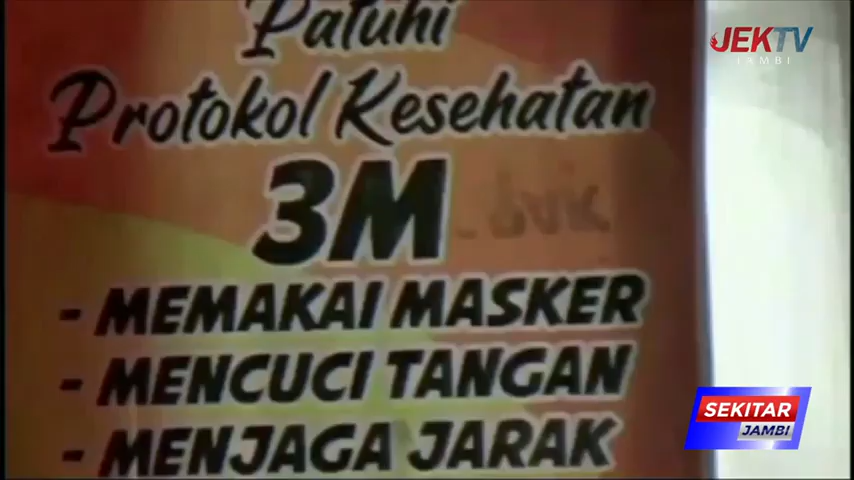 Patuhi
Protokol Kesehatan
3M
- MEMAKAI MASKER
- MENCUCI TANGAN
- MENJAGA JARAK
JEKTV
JAMBI
SEKITAR
JAMBI